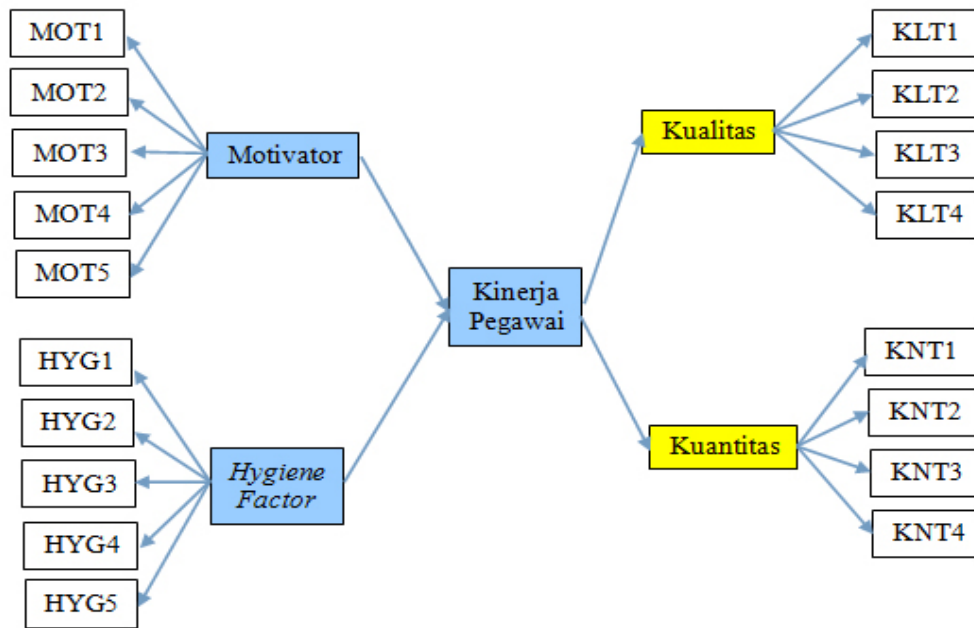 MOT1
MOT2
MOT3
MOT4
MOT5
Motivator
HYG1
HYG2
HYG3
HYG4
HYG5
Hygiene
Factor
Kinerja
Pegawai
Kualitas
KLT1
KLT2
KLT3
KLT4
Kuantitas
KNT1
KNT2
KNT3
KNT4